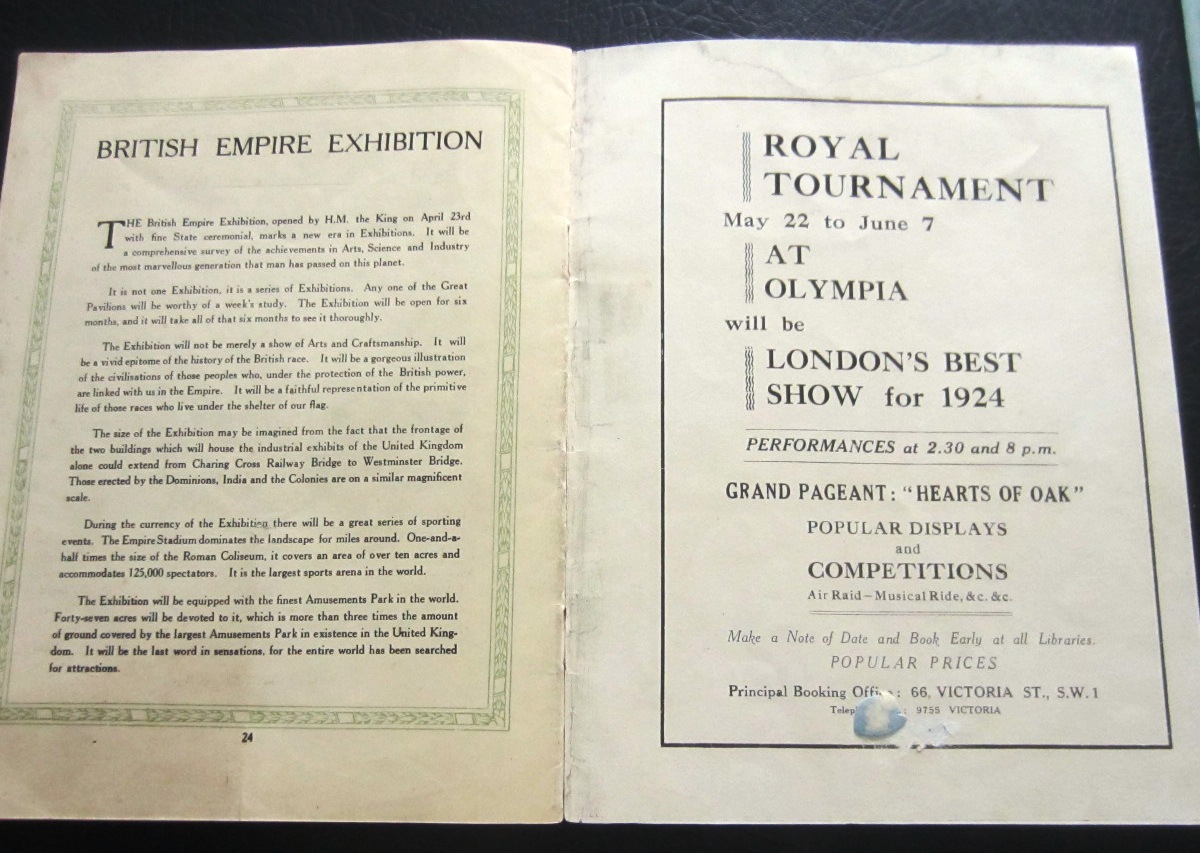 BRITISH EMPIRE EXHIBITION
THE British Empire Exhibition, opened by H.M. the King on April 23rd
with fine State ceremonial, marks a new era in Exhibitions. It will be
a comprehensive survey of the achievements in Arts, Science and Industry
of the most marvellous generation that man has passed on this planet.
It is not one Exhibition, it is a series of Exhibitions. Any one of the Great
Pavilions will be worthy of a week's study. The Exhibition will be open for six
months, and it will take all of that six months to see it thoroughly.
The Exhibition will not be merely a show of Arts and Craftsmanship. It will
be a vivid epitome of the history of the British race. It will be a gorgeous illustration
of the civilisations of those peoples who, under the protection of the British power,
are linked with us in the Empire. It will be a faithful representation of the primitive
life of those races who live under the shelter of our flag.
The size of the Exhibition may be imagined from the fact that the frontage of
the two buildings which will house the industrial exhibits of the United Kingdom
alone could extend from Charing Cross Railway Bridge to Westminster Bridge.
Those erected by the Dominions, India and the Colonies are on a similar magnificent
scale.
During the currency of the Exhibition there will be a great series of sporting
events. The Empire Stadium dominates the landscape for miles around. One-and-a-
half times the size of the Roman Coliseum, it covers an area of over ten acres and
accommodates 125,000 spectators. It is the largest sports arena in the world.
The Exhibition will be equipped with the finest Amusements Park in the world.
Forty-seven acres will be devoted to it, which is more than three times the amount
of ground covered by the largest Amusements Park in existence in the United King-
dom. It will be the last word in sensations, for the entire world has been searched
for attractions.
24
ROYAL
TOURNAMENT
May 22 to June 7
AT
OLYMPIA
will be
LONDON'S BEST
SHOW for 1924
PERFORMANCES at 2.30 and 8 p.m.
GRAND PAGEANT: "HEARTS OF OAK"
POPULAR DISPLAYS
and
COMPETITIONS
Air Raid—Musical Ride, &c. &c.
Make a Note of Date and Book Early at all Libraries.
POPULAR PRICES
Principal Booking Office: 66, VICTORIA ST., S.W.1
9755 VICTORIA